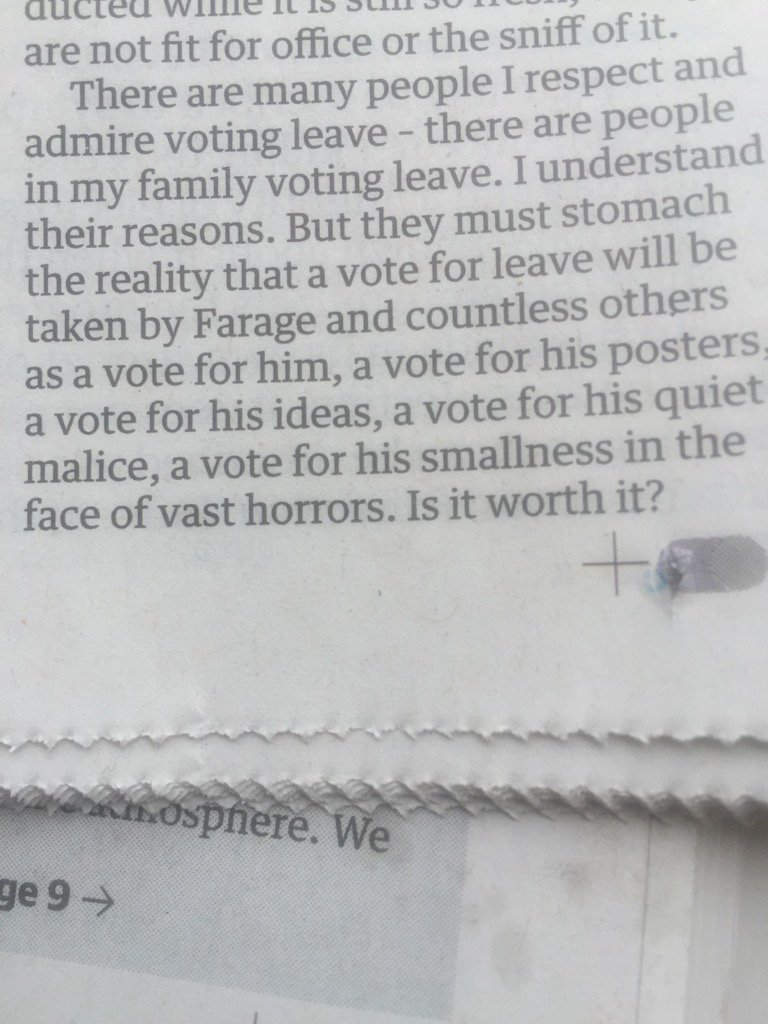 ducted while it is still so fresh,
are not fit for office or the sniff of it.
There are many people I respect and
admire voting leave – there are people
in my family voting leave. I understand
their reasons. But they must stomach
the reality that a vote for leave will be
taken by Farage and countless others
as a vote for him, a vote for his posters,
a vote for his ideas, a vote for his quiet
malice, a vote for his smallness in the
face of vast horrors. Is it worth it?
We
9 →